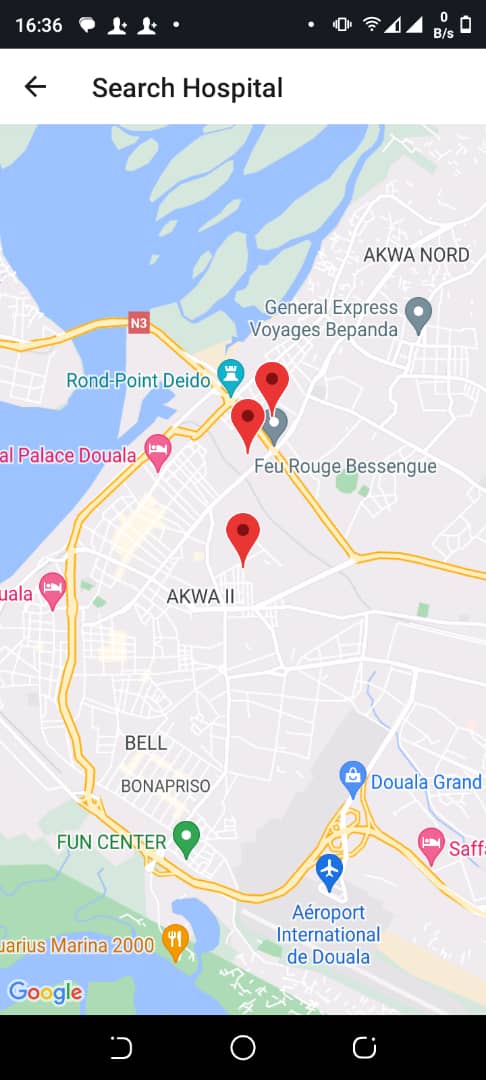 16:36
0
B/s
Search Hospital
AKWA NORD
General Express
Voyages Bepanda
N3
Rond-Point Deido
al Palace Douala
Feu Rouge Bessengue
uala
AKWA II
BELL
BONAPRISO
Douala Grand
FUN CENTER
Saffa
Aéroport
International
de Douala
uarius Marina 2000
Google